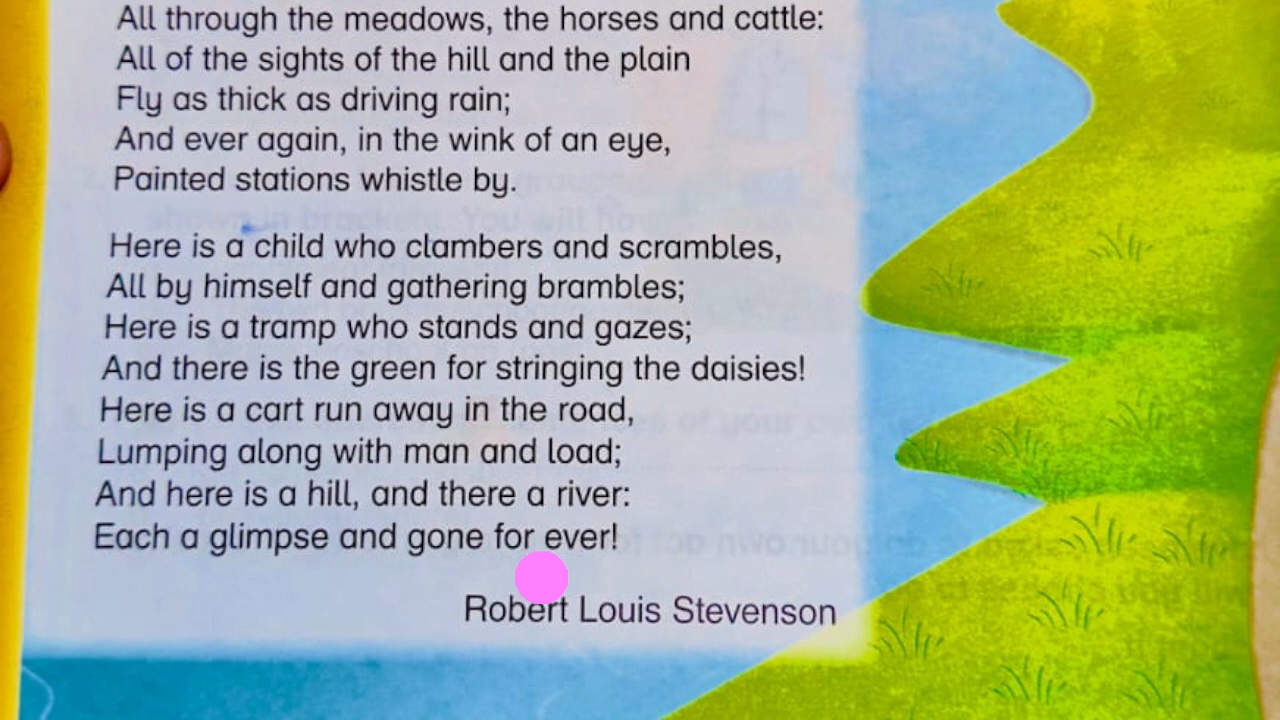 All through the meadows, the horses and cattle:
All of the sights of the hill and the plain
Fly as thick as driving rain;
And ever again, in the wink of an eye,
Painted stations whistle by.
Here is a child who clambers and scrambles,
All by himself and gathering brambles;
Here is a tramp who stands and gazes;
And there is the green for stringing the daisies!
Here is a cart run away in the road,
Lumping along with man and load;
And here is a hill, and there a river:
Each a glimpse and gone for ever!
Robert Louis Stevenson